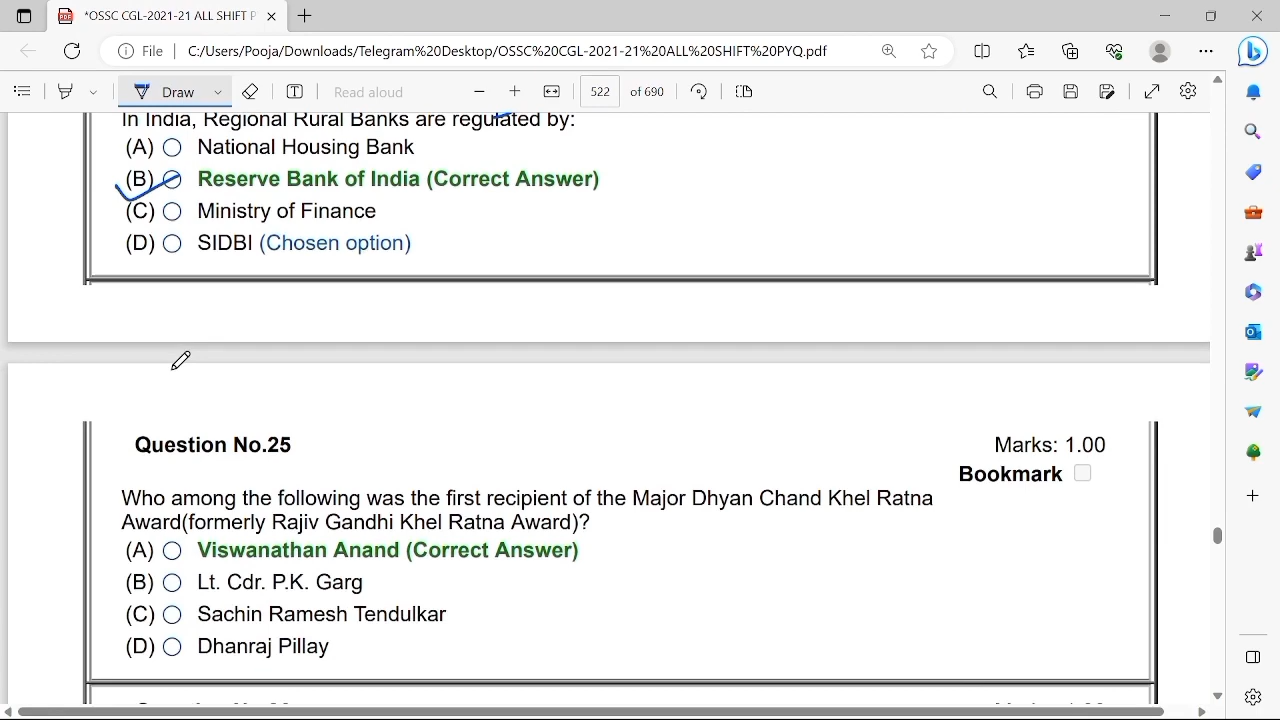 *OSSC CGL-2021-21 ALL SHIFT P
File | C:/Users/Pooja/Downloads/Telegram%20Desktop/OSSC%20CGL-2021-21%20ALL%20SHIFT%20PYQ.pdf
Draw
Read aloud
522 of 690
In India, Regional Rural Banks are regulated by:
(A) National Housing Bank
(B) Reserve Bank of India (Correct Answer)
(C) Ministry of Finance
(D) SIDBI (Chosen option)
Question No.25 Marks: 1.00
Bookmark
Who among the following was the first recipient of the Major Dhyan Chand Khel Ratna
Award(formerly Rajiv Gandhi Khel Ratna Award)?
(A) Viswanathan Anand (Correct Answer)
(B) Lt. Cdr. P.K. Garg
(C) Sachin Ramesh Tendulkar
(D) Dhanraj Pillay